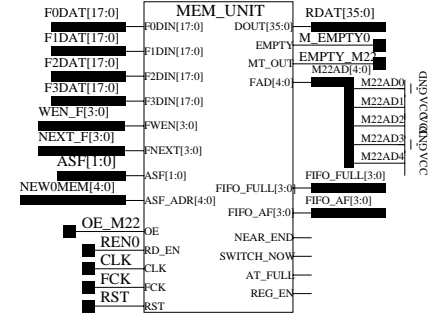 MEM_UNIT
F0DAT[17:0] F0DIN[17:0] DOUT[35:0] RDAT[35:0]
EMPTY M_EMPTY0
F1DAT[17:0] F1DIN[17:0] MT_OUT EMPTY_M22
F2DAT[17:0] F2DIN[17:0] FAD[4:0] M22AD[4:0]
M22AD0 GND
F3DAT[17:0] F3DIN[17:0] M22AD1
WEN_F[3:0] FWEN[3:0] M22AD2
NEXT_F[3:0] FNEXT[3:0] M22AD3
M22AD4 GNDVCC
ASF[1:0] ASF[1:0]
NEW0MEM[4:0] ASF_ADR[4:0] FIFO_FULL[3:0] FIFO_FULL[3:0]
FIFO_AF[3:0] FIFO_AF[3:0]
OE_M22 OE NEAR_END
REN0 RD_EN SWITCH_NOW
CLK CLK AT_FULL
FCK FCK REG_EN
RST RST